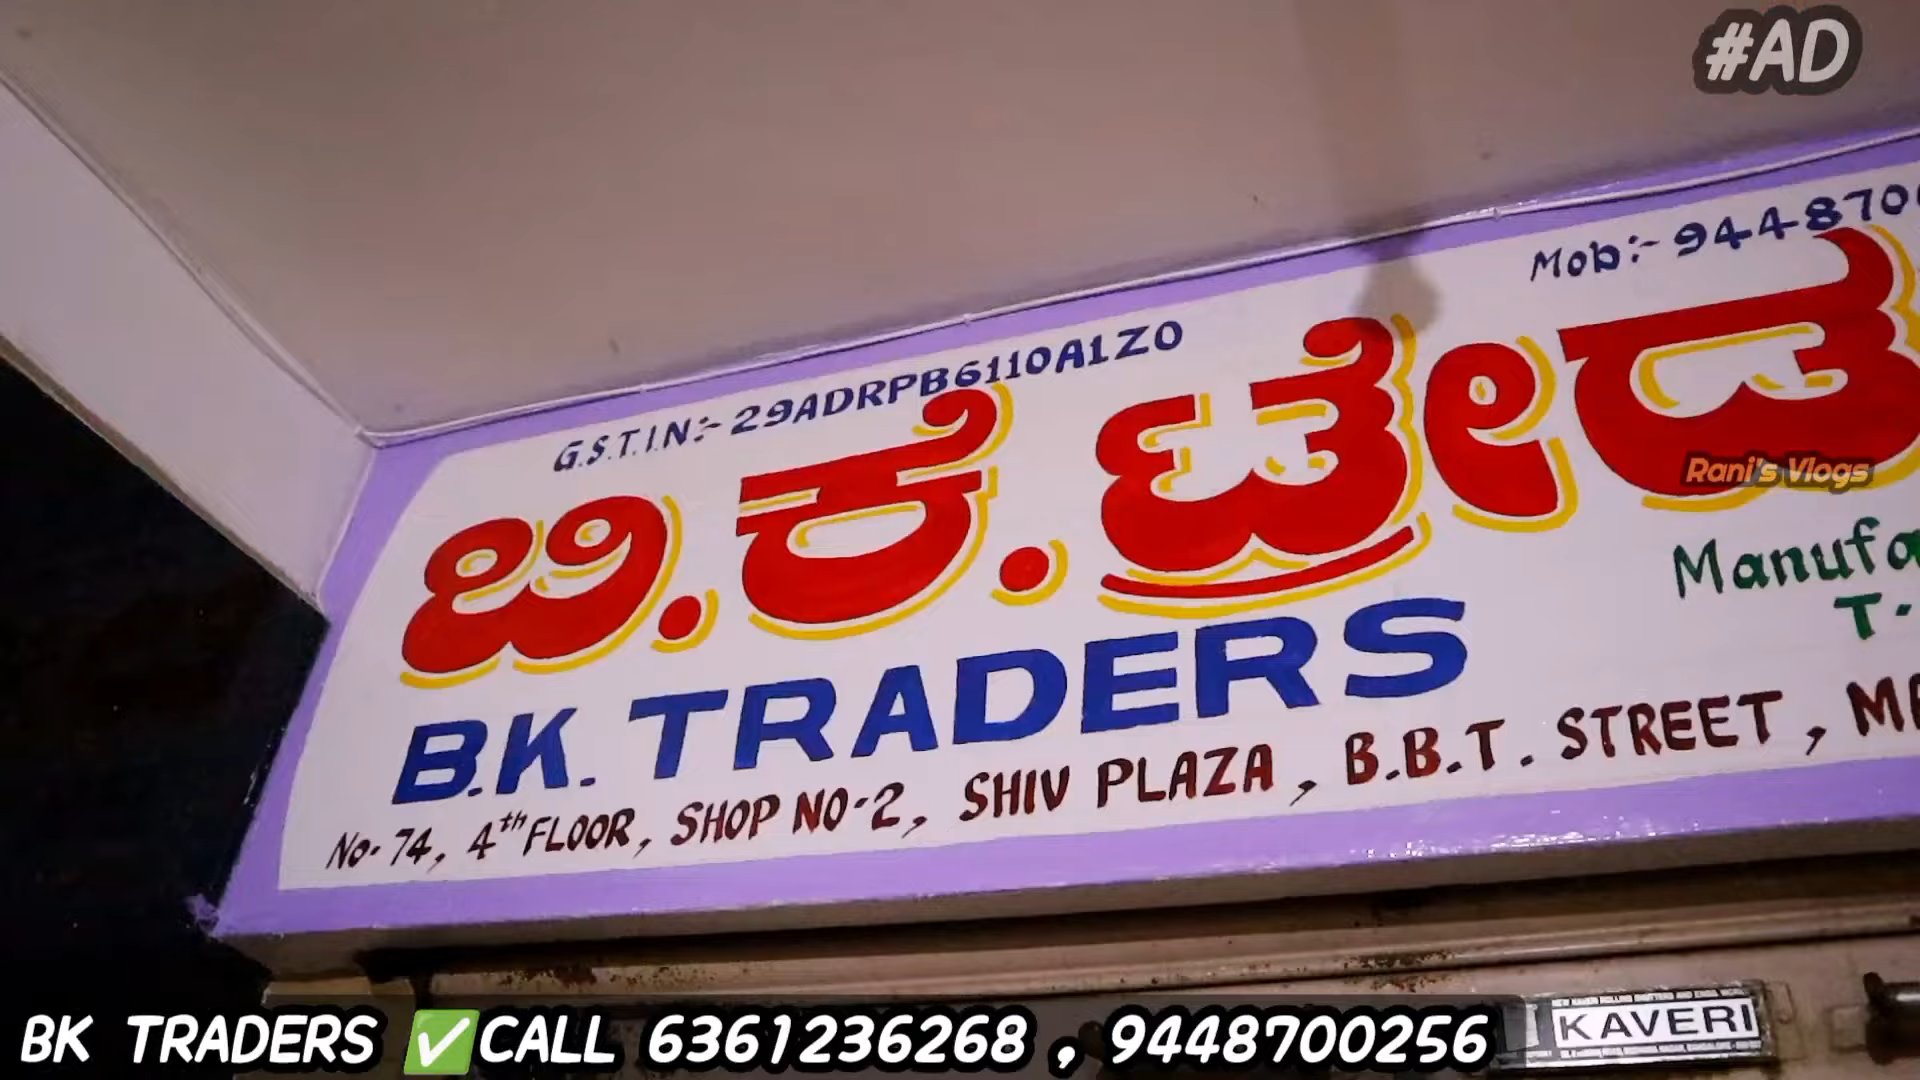 #AD
Mob:- 944870
G.S.T.I.N:- 29ADRPB6110A1ZO
ಬಿ.ಕೆ. ಟ್ರೇಡ
Rani's Vlogs
Manufa
T-
B.K. TRADERS
No- 74, 4th FLOOR, SHOP NO-2, SHIV PLAZA, B.B.T. STREET, M
KAVERI
BK TRADERS ✅CALL 6361236268 , 9448700256